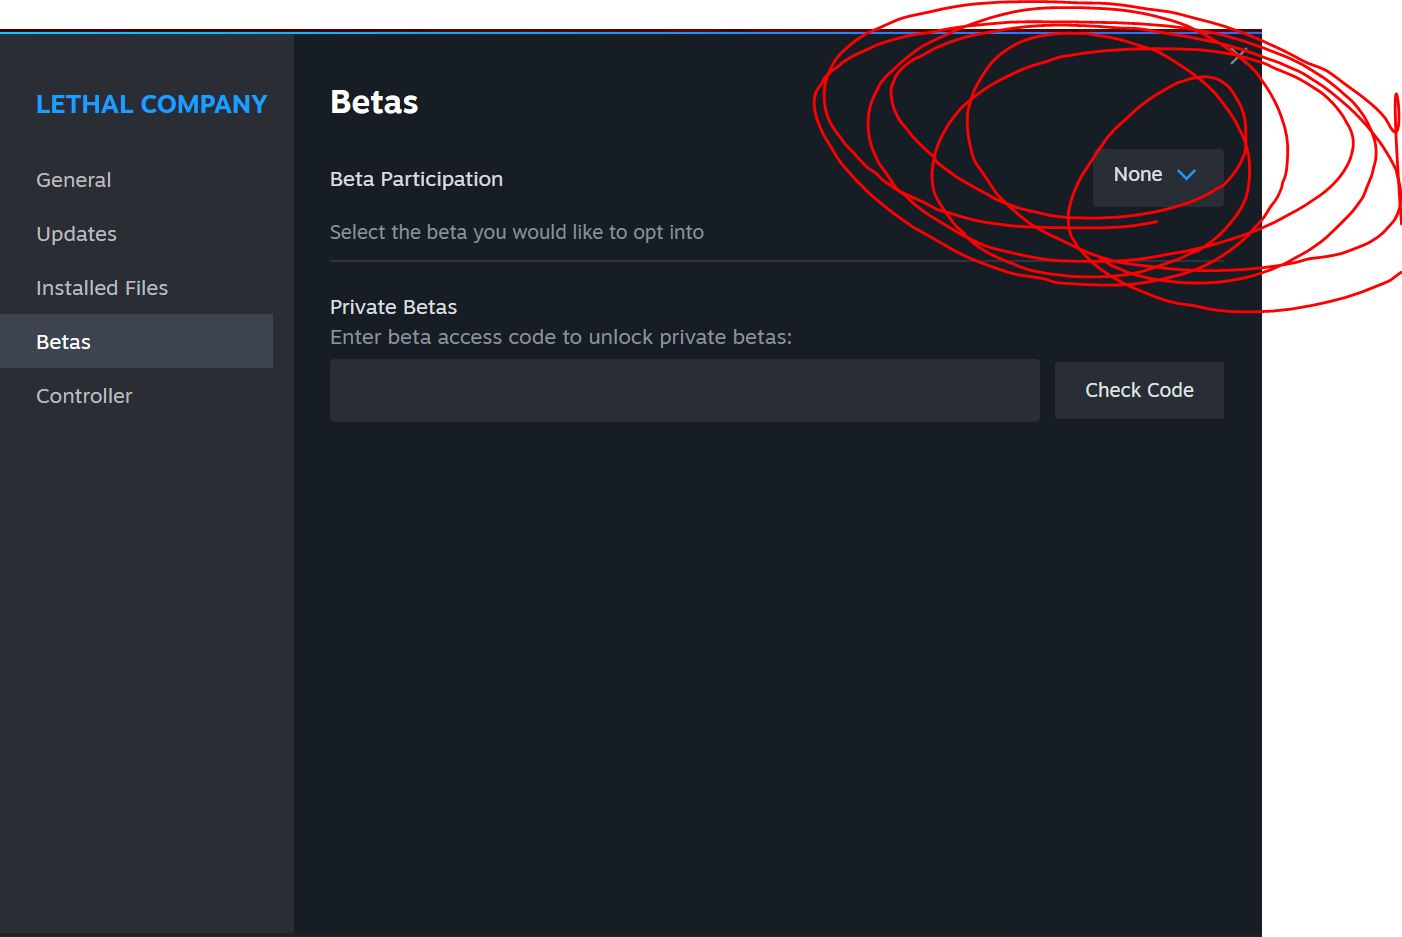 LETHAL COMPANY
General
Updates
Installed Files
Betas
Controller
Betas
Beta Participation
None
Select the beta you would like to opt into
Private Betas
Enter beta access code to unlock private betas:
Check Code